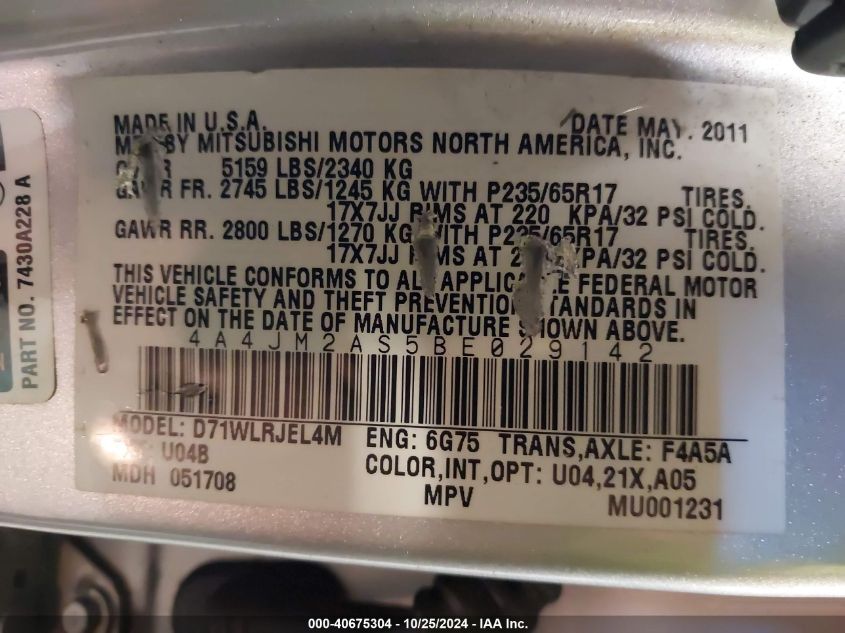 MADE IN U.S.A. DATE MAY. 2011
BY MITSUBISHI MOTORS NORTH AMERICA, INC.
5159 LBS/2340 KG
GAWR FR. 2745 LBS/1245 KG WITH P235/65R17 TIRES.
17X7JJ RIMS AT 220 KPA/32 PSI COLD.
GAWR RR. 2800 LBS/1270 KG WITH P235/65R17 TIRES.
17X7JJ RIMS AT KPA/32 PSI COLD.
THIS VEHICLE CONFORMS TO ALL FEDERAL MOTOR
VEHICLE SAFETY AND THEFT PREVENTION STANDARDS IN
EFFECT ON THE DATE OF MANUFACTURE SHOWN ABOVE.
4A4JM2AS5BE029142
MODEL: D71WLRJEL4M ENG: 6G75 TRANS,AXLE: F4A5A
U04B COLOR,INT,OPT: U04,21X,A05
MDH 051708 MPV MU001231
PART NO. 7430A228 A
000-40675304 - 10/25/2024 - IAA Inc.